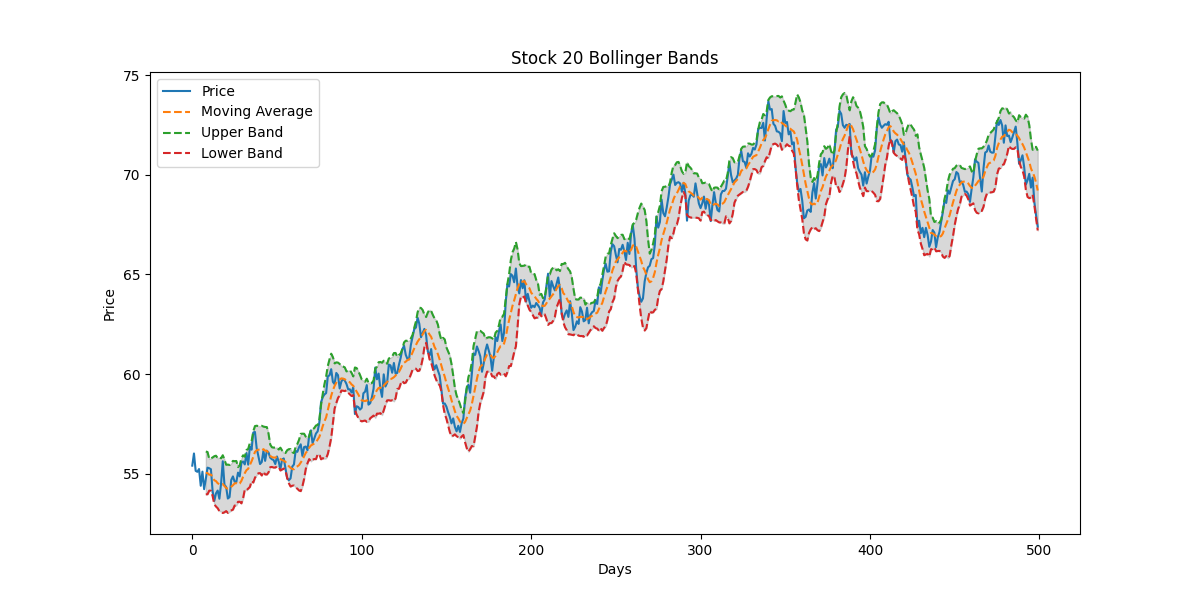 Stock 20 Bollinger Bands
Price
Moving Average
Upper Band
Lower Band
75
70
65
60
55
Price
0 100 200 300 400 500
Days